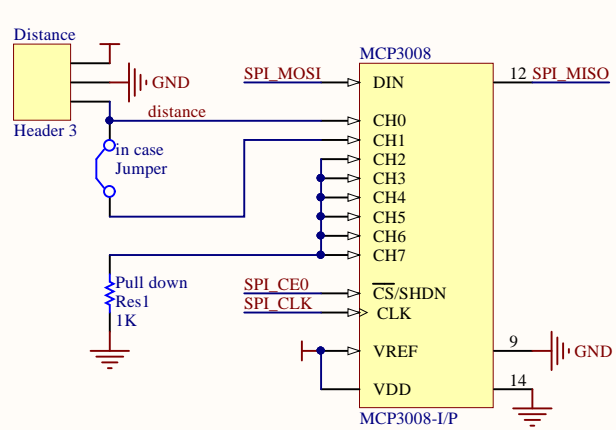 Distance
GND
Header 3
distance
in case
Jumper
Pull down
Res1
1K
MCP3008
SPI_MOSI
DIN
12 SPI_MISO
CH0
CH1
CH2
CH3
CH4
CH5
CH6
CH7
SPI_CE0
CS/SHDN
SPI_CLK
CLK
VREF
9
GND
VDD
14
MCP3008-I/P